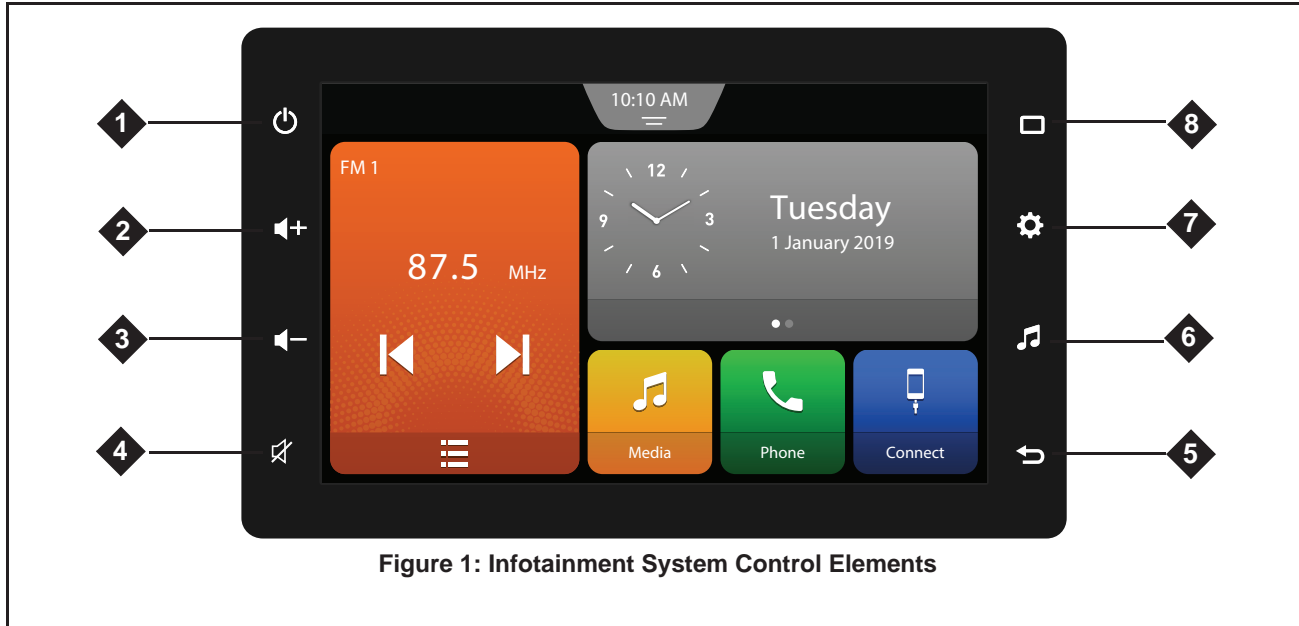 10:10 AM
1
8
FM 1
12
9
3
6
Tuesday
1 January 2019
2
7
87.5 MHz
3
6
Media
Phone
Connect
4
5
Figure 1: Infotainment System Control Elements